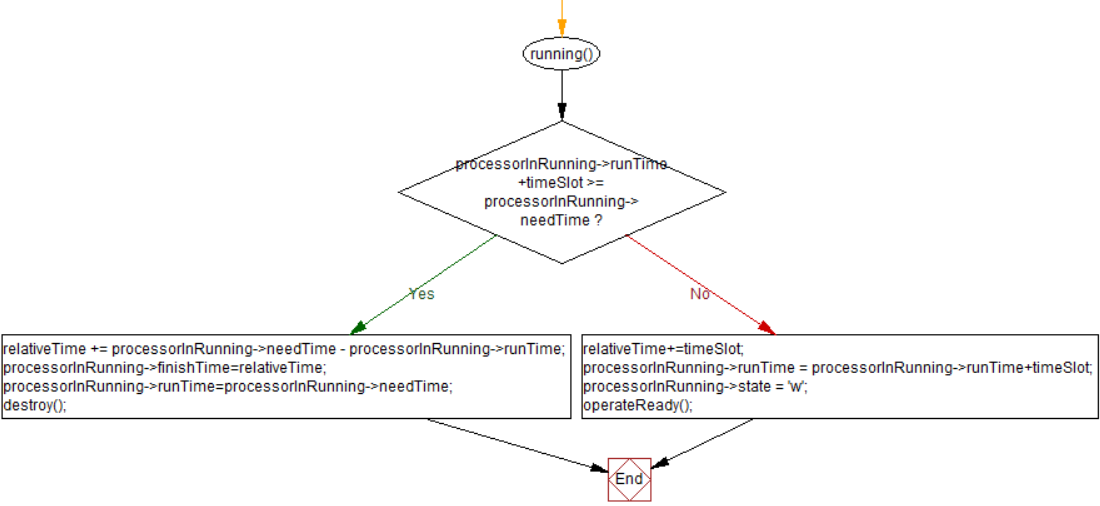 running()
processorInRunning->runTime
+timeSlot >=
processorInRunning->
needTime ?
Yes
No
relativeTime += processorInRunning->needTime - processorInRunning->runTime;
processorInRunning->finishTime=relativeTime;
processorInRunning->runTime=processorInRunning->needTime;
destroy();
relativeTime+=timeSlot;
processorInRunning->runTime = processorInRunning->runTime+timeSlot;
processorInRunning->state = 'w';
operateReady();
End